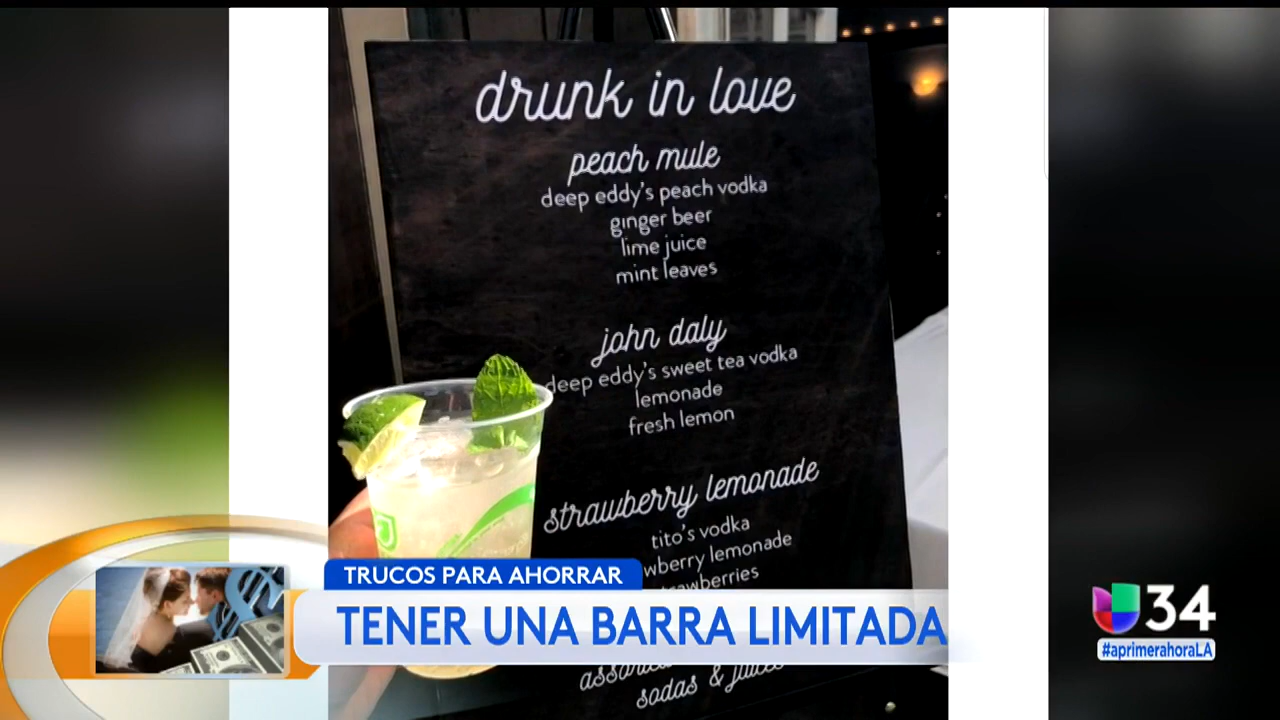 drunk in love
peach mule
deep eddy's peach vodka
ginger beer
lime juice
mint leaves
john daly
deep eddy's sweet tea vodka
lemonade
fresh lemon
strawberry lemonade
tito's vodka
lemonade
TRUCOS PARA AHORRAR
TENER UNA BARRA LIMITADA
sodas & juices
34
#aprimerahoraLA